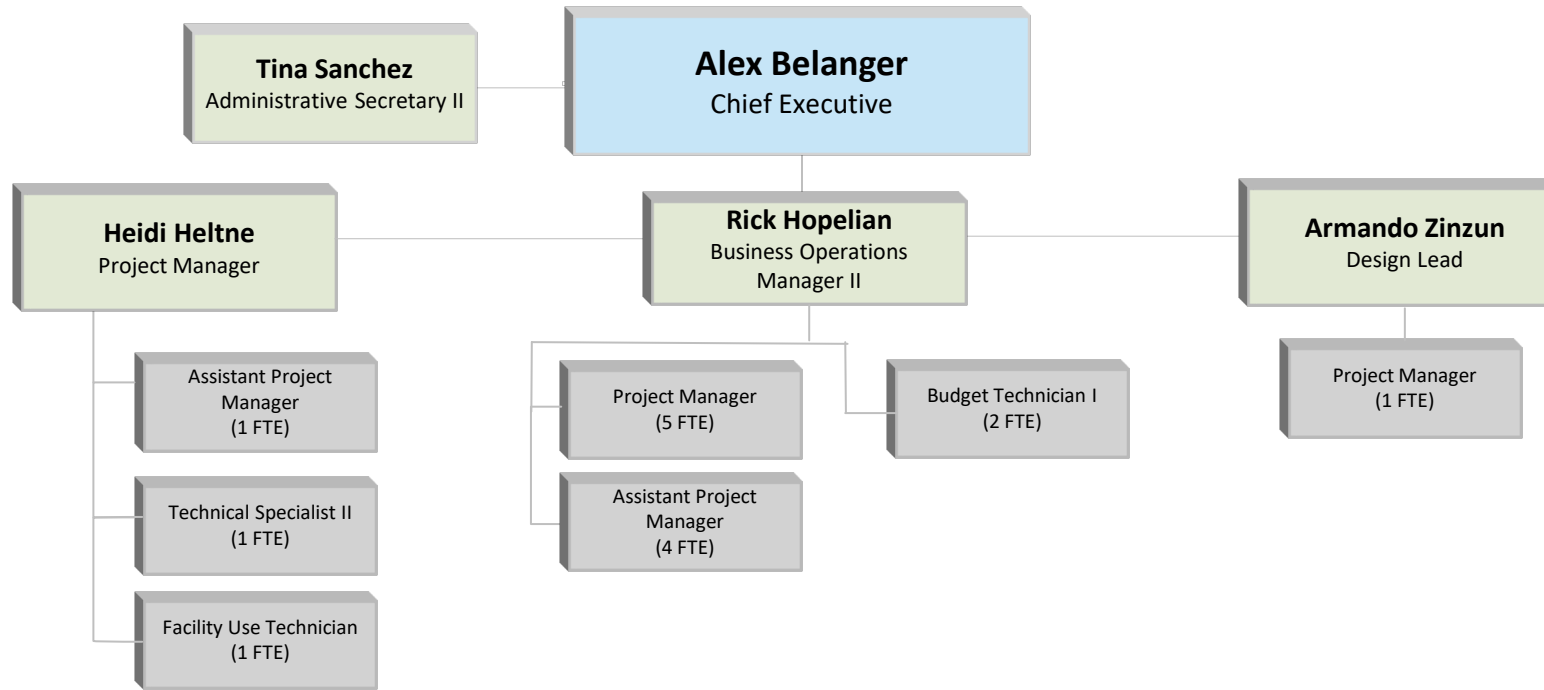 Tina Sanchez
Administrative Secretary II
Alex Belanger
Chief Executive
Heidi Heltne
Project Manager
Rick Hopelian
Business Operations
Manager II
Armando Zinzun
Design Lead
Assistant Project
Manager
(1 FTE)
Technical Specialist II
(1 FTE)
Facility Use Technician
(1 FTE)
Project Manager
(5 FTE)
Assistant Project
Manager
(4 FTE)
Budget Technician I
(2 FTE)
Project Manager
(1 FTE)